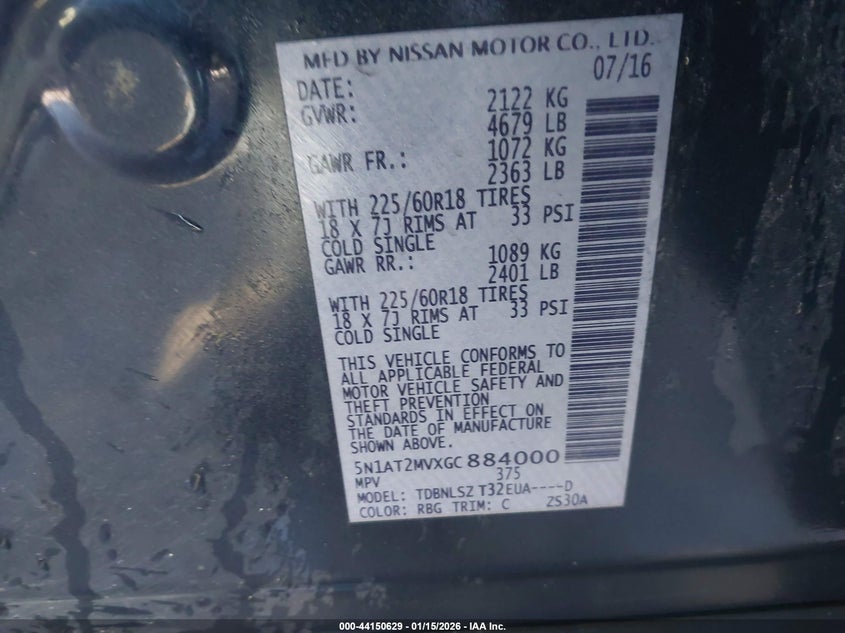 MFD BY NISSAN MOTOR CO., LTD.
DATE: 07/16
GVWR: 2122 KG
4679 LB
GAWR FR.: 1072 KG
2363 LB
WITH 225/60R18 TIRES
18 X 7J RIMS AT 33 PSI
COLD SINGLE
GAWR RR.: 1089 KG
2401 LB
WITH 225/60R18 TIRES
18 X 7J RIMS AT 33 PSI
COLD SINGLE
THIS VEHICLE CONFORMS TO
ALL APPLICABLE FEDERAL
MOTOR VEHICLE SAFETY AND
THEFT PREVENTION
STANDARDS IN EFFECT ON
THE DATE OF MANUFACTURE
SHOWN ABOVE.
5N1AT2MVXGC884000
MPV 375
MODEL: TDBNLSZ T32EUA----D
COLOR: RBG TRIM: C ZS30A
000-44150629 - 01/15/2026 - IAA Inc.